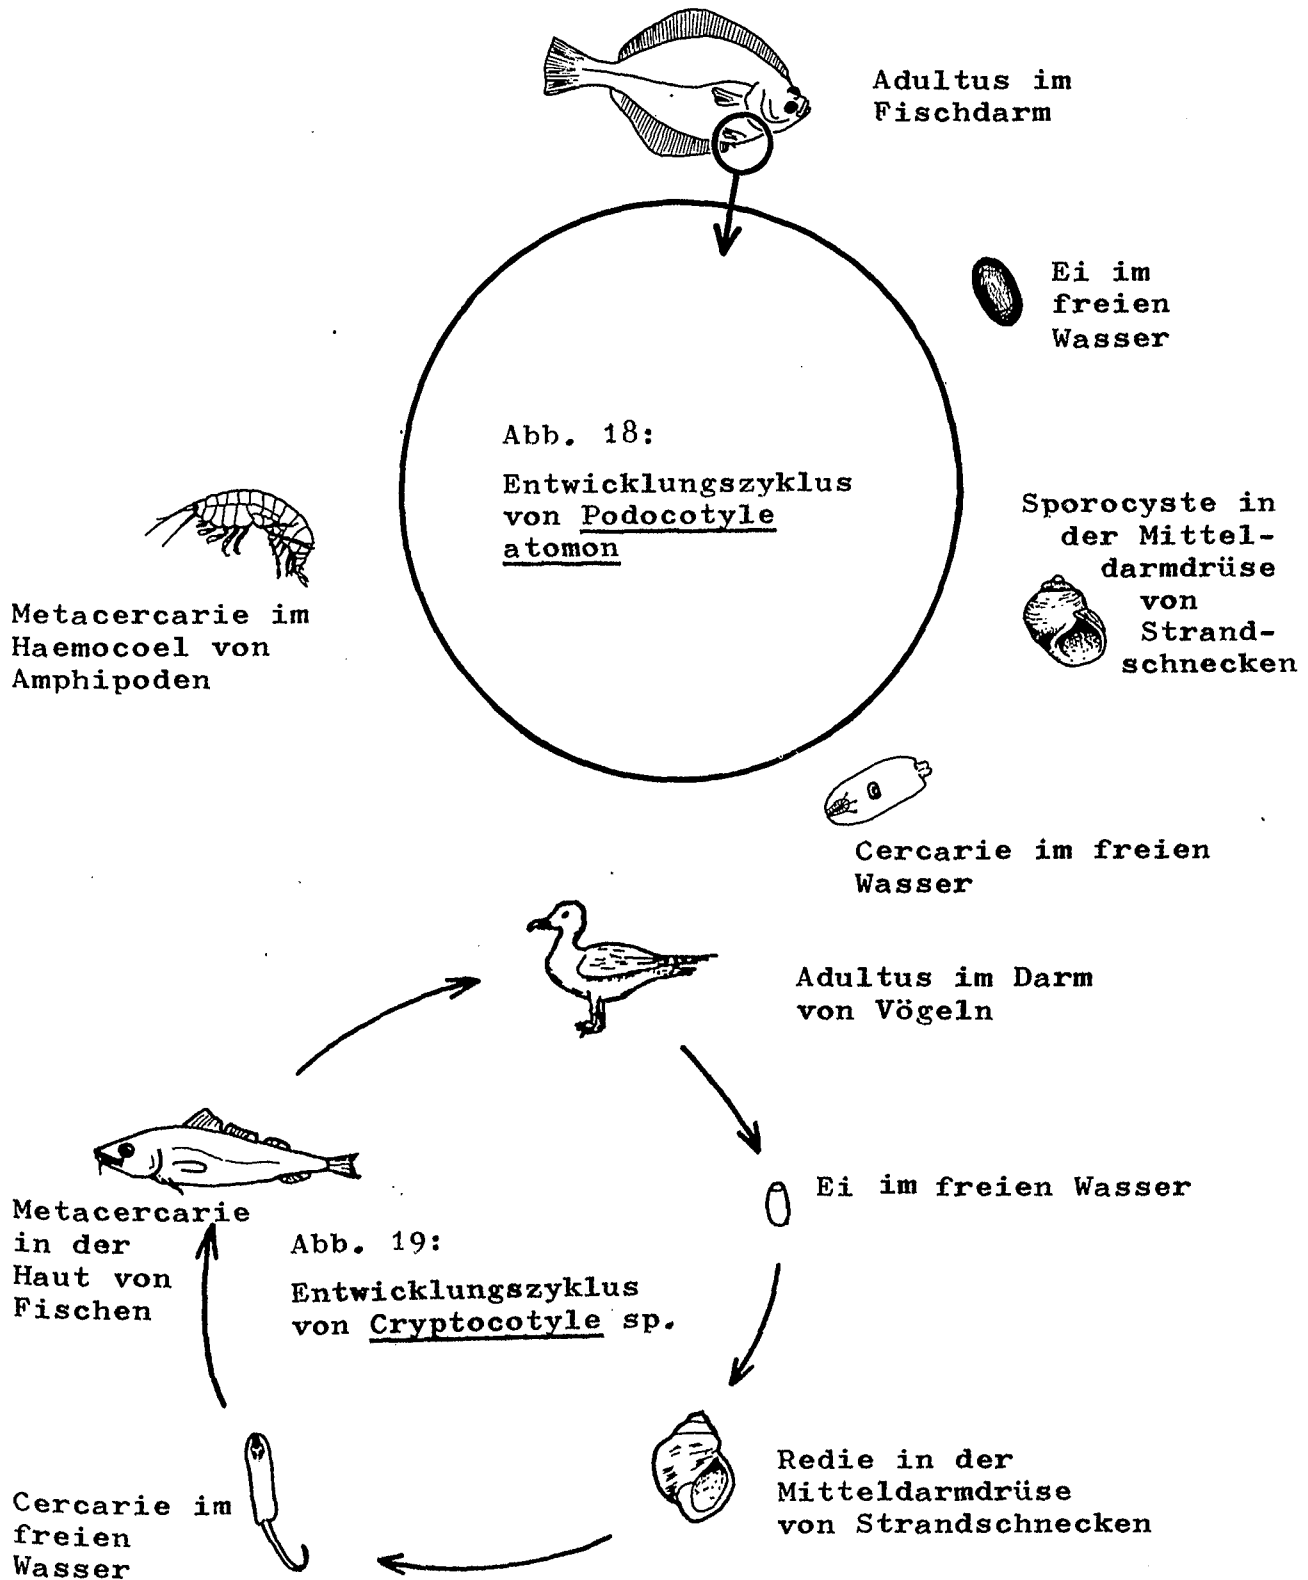 Adultus im
Fischdarm
Ei im
freien
Wasser
Abb. 18:
Entwicklungszyklus
von Podocotyle
atomon
Sporocyste in
der Mittel-
darmdrüse
von
Strand-
schnecken
Metacercarie im
Haemocoel von
Amphipoden
Cercarie im freien
Wasser
Adultus im Darm
von Vögeln
Ei im freien Wasser
Metacercarie
in der
Haut von
Fischen
Abb. 19:
Entwicklungszyklus
von Cryptocotyle sp.
Redie in der
Mitteldarmdrüse
von Strandschnecken
Cercarie im
freien
Wasser